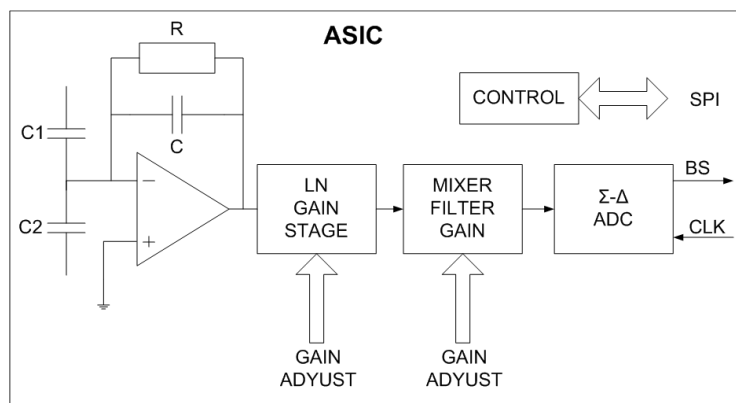 ASIC
R
C
C1
C2
−
+
CONTROL
SPI
LN
GAIN
STAGE
MIXER
FILTER
GAIN
Σ-Δ
ADC
BS
CLK
GAIN
ADYUST
GAIN
ADYUST